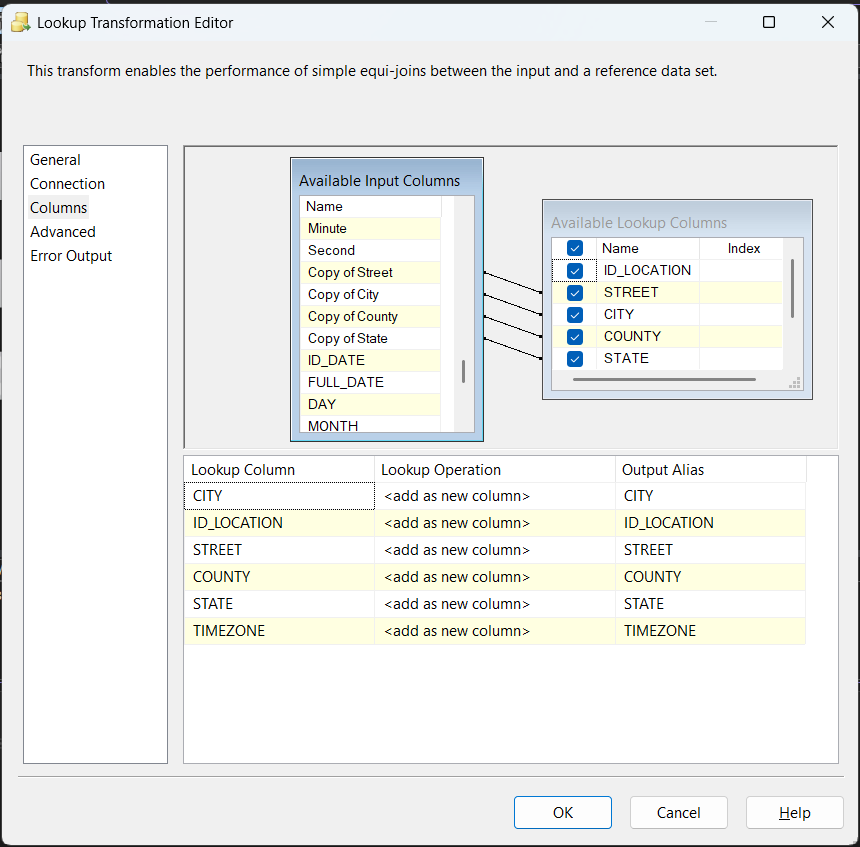 Lookup Transformation Editor
This transform enables the performance of simple equi-joins between the input and a reference data set.
General
Connection
Columns
Advanced
Error Output
Available Input Columns
Name
Minute
Second
Copy of Street
Copy of City
Copy of County
Copy of State
ID_DATE
FULL_DATE
DAY
MONTH
Available Lookup Columns
Name Index
ID_LOCATION
STREET
CITY
COUNTY
STATE
Lookup Column Lookup Operation Output Alias
CITY <add as new column> CITY
ID_LOCATION <add as new column> ID_LOCATION
STREET <add as new column> STREET
COUNTY <add as new column> COUNTY
STATE <add as new column> STATE
TIMEZONE <add as new column> TIMEZONE
OK Cancel Help